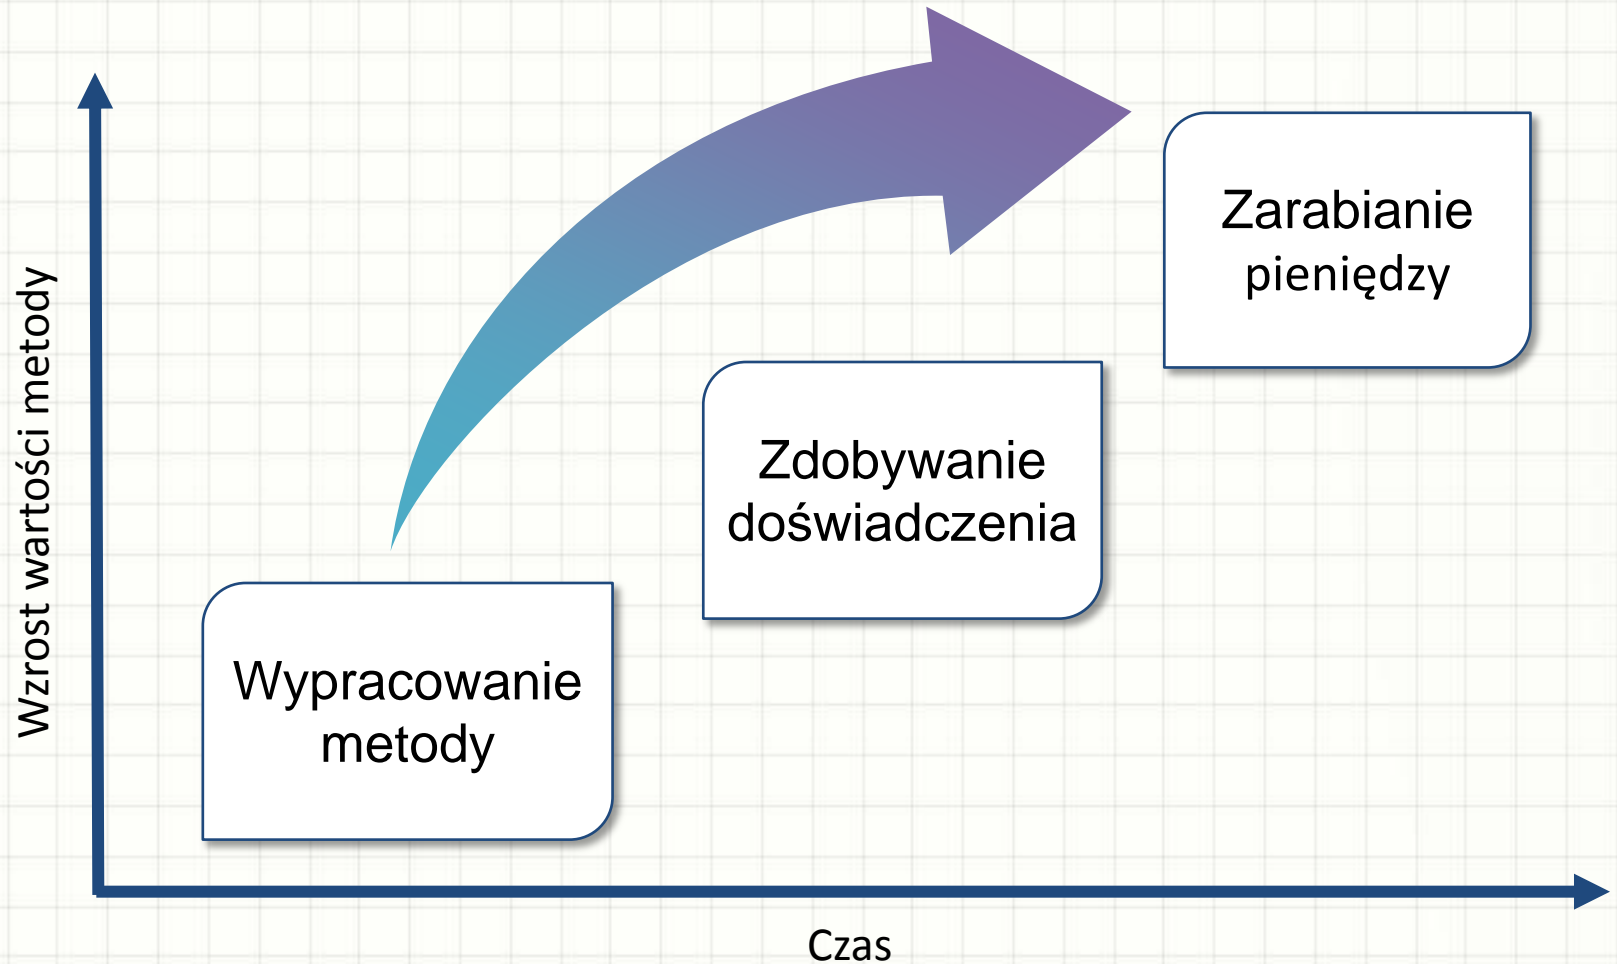 Wzrost wartości metody
Wypracowanie
metody
Zdobywanie
doświadczenia
Zarabianie
pieniędzy
Czas